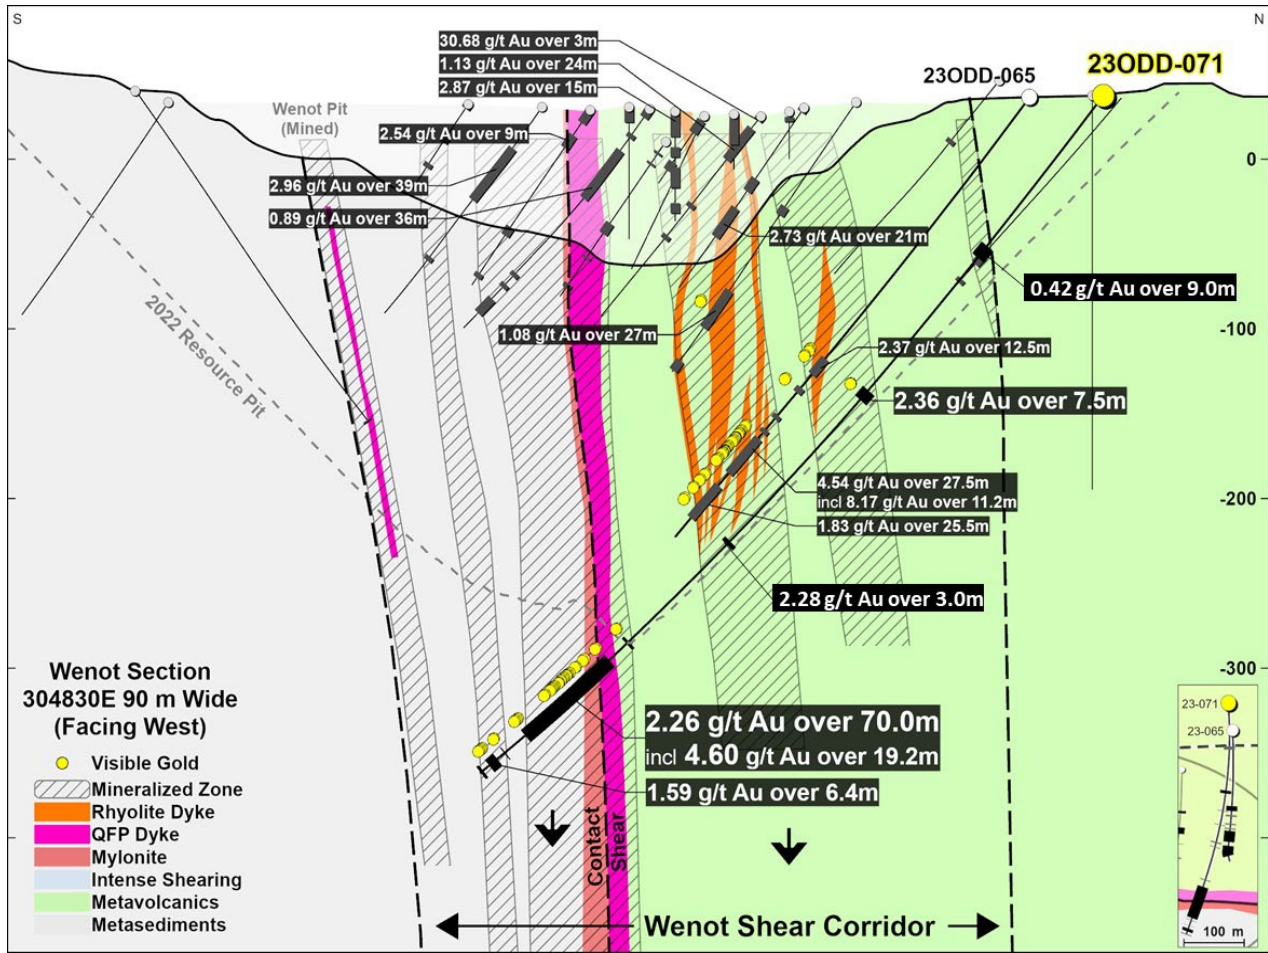 S
N
30.68 g/t Au over 3m
1.13 g/t Au over 24m
2.87 g/t Au over 15m
23ODD-065
23ODD-071
Wenot Pit
(Mined)
2.54 g/t Au over 9m
2.96 g/t Au over 39m
0.89 g/t Au over 36m
2.73 g/t Au over 21m
0
0.42 g/t Au over 9.0m
2022 Resource Pit
-100
1.08 g/t Au over 27m
2.37 g/t Au over 12.5m
2.36 g/t Au over 7.5m
4.54 g/t Au over 27.5m
incl 8.17 g/t Au over 11.2m
-200
1.83 g/t Au over 25.5m
2.28 g/t Au over 3.0m
-300
2.26 g/t Au over 70.0m
incl 4.60 g/t Au over 19.2m
1.59 g/t Au over 6.4m
Wenot Section
304830E 90 m Wide
(Facing West)
Visible Gold
Mineralized Zone
Rhyolite Dyke
QFP Dyke
Mylonite
Intense Shearing
Metavolcanics
Metasediments
Contact
Shear
Wenot Shear Corridor
23-071
23-065
100 m